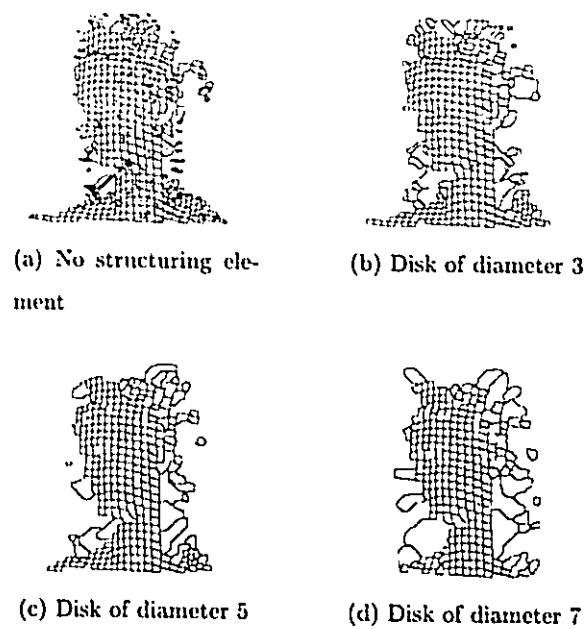 (a) No structuring ele-
ment
(b) Disk of diameter 3
(c) Disk of diameter 5
(d) Disk of diameter 7